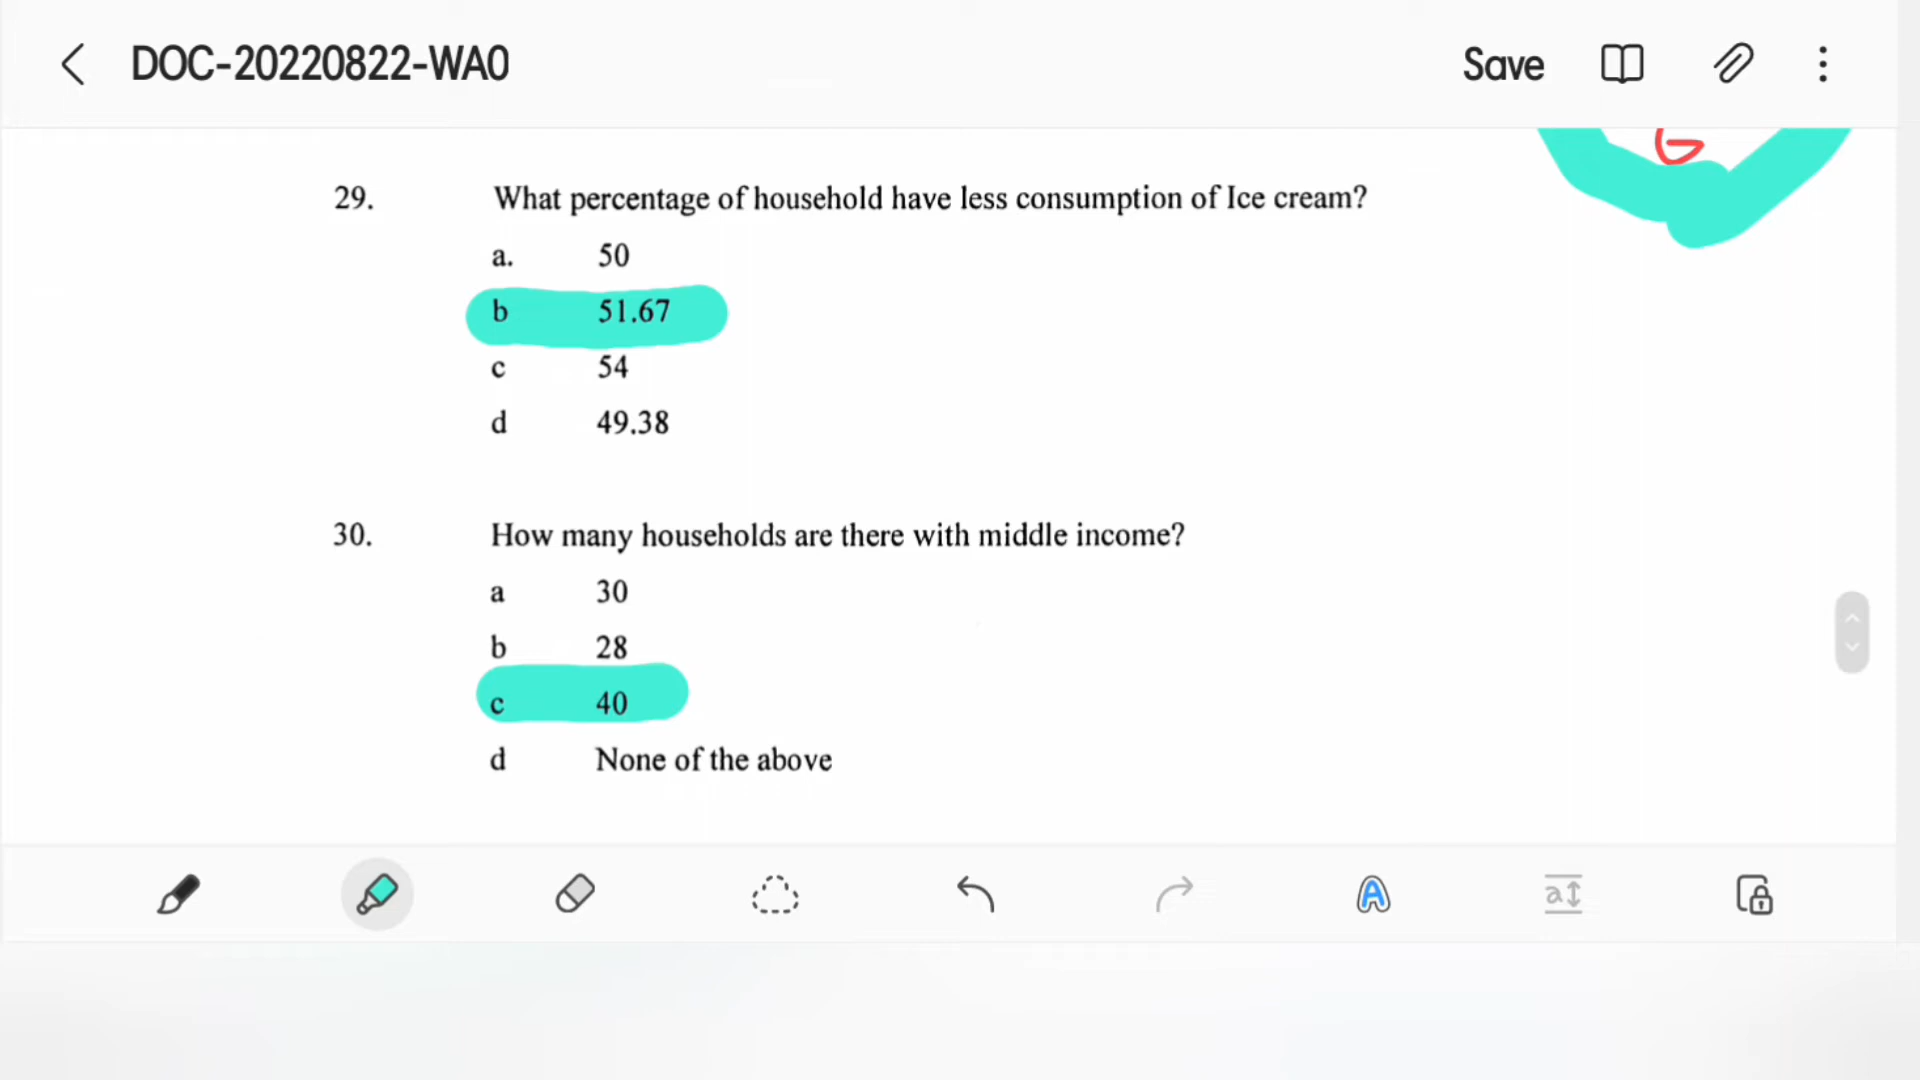 DOC-20220822-WA0
Save
29. What percentage of household have less consumption of Ice cream?
a. 50
b 51.67
c 54
d 49.38
30. How many households are there with middle income?
a 30
b 28
c 40
d None of the above
A
a